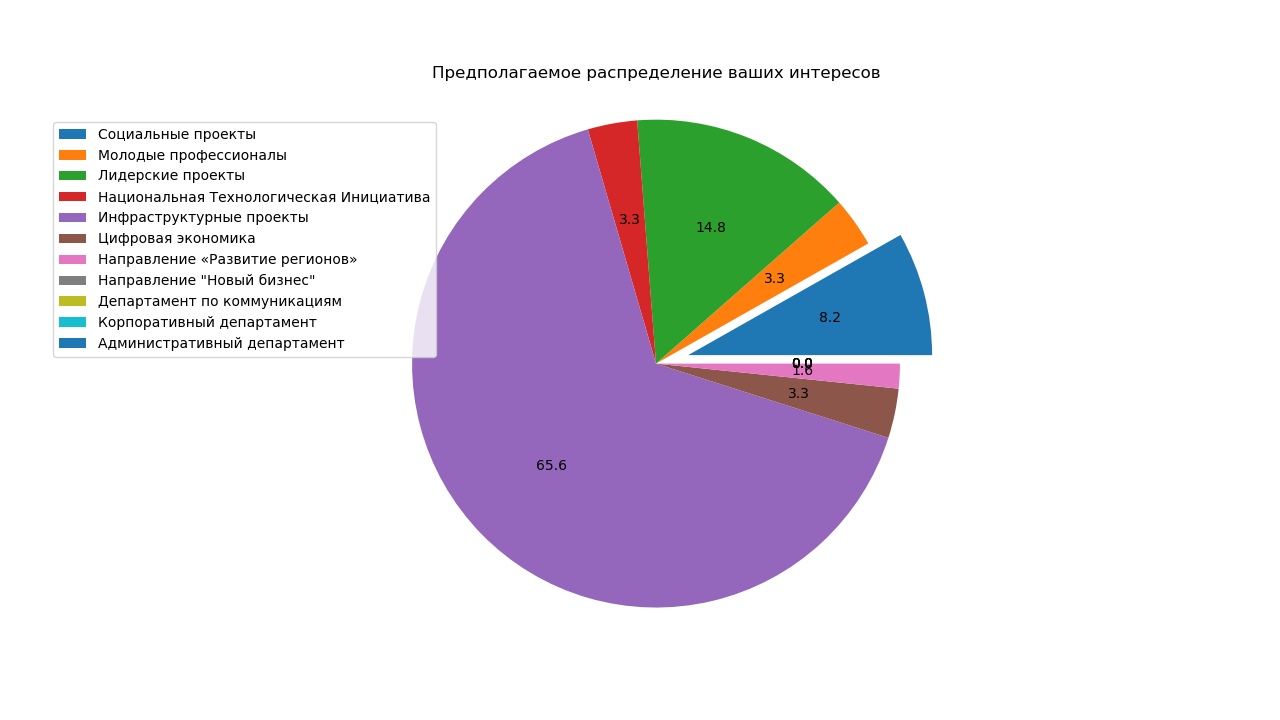 Предполагаемое распределение ваших интересов
Социальные проекты
Молодые профессионалы
Лидерские проекты
Национальная Технологическая Инициатива
Инфраструктурные проекты
Цифровая экономика
Направление «Развитие регионов»
Направление "Новый бизнес"
Департамент по коммуникациям
Корпоративный департамент
Административный департамент
3.3
14.8
3.3
8.2
0.0
1.6
3.3
65.6